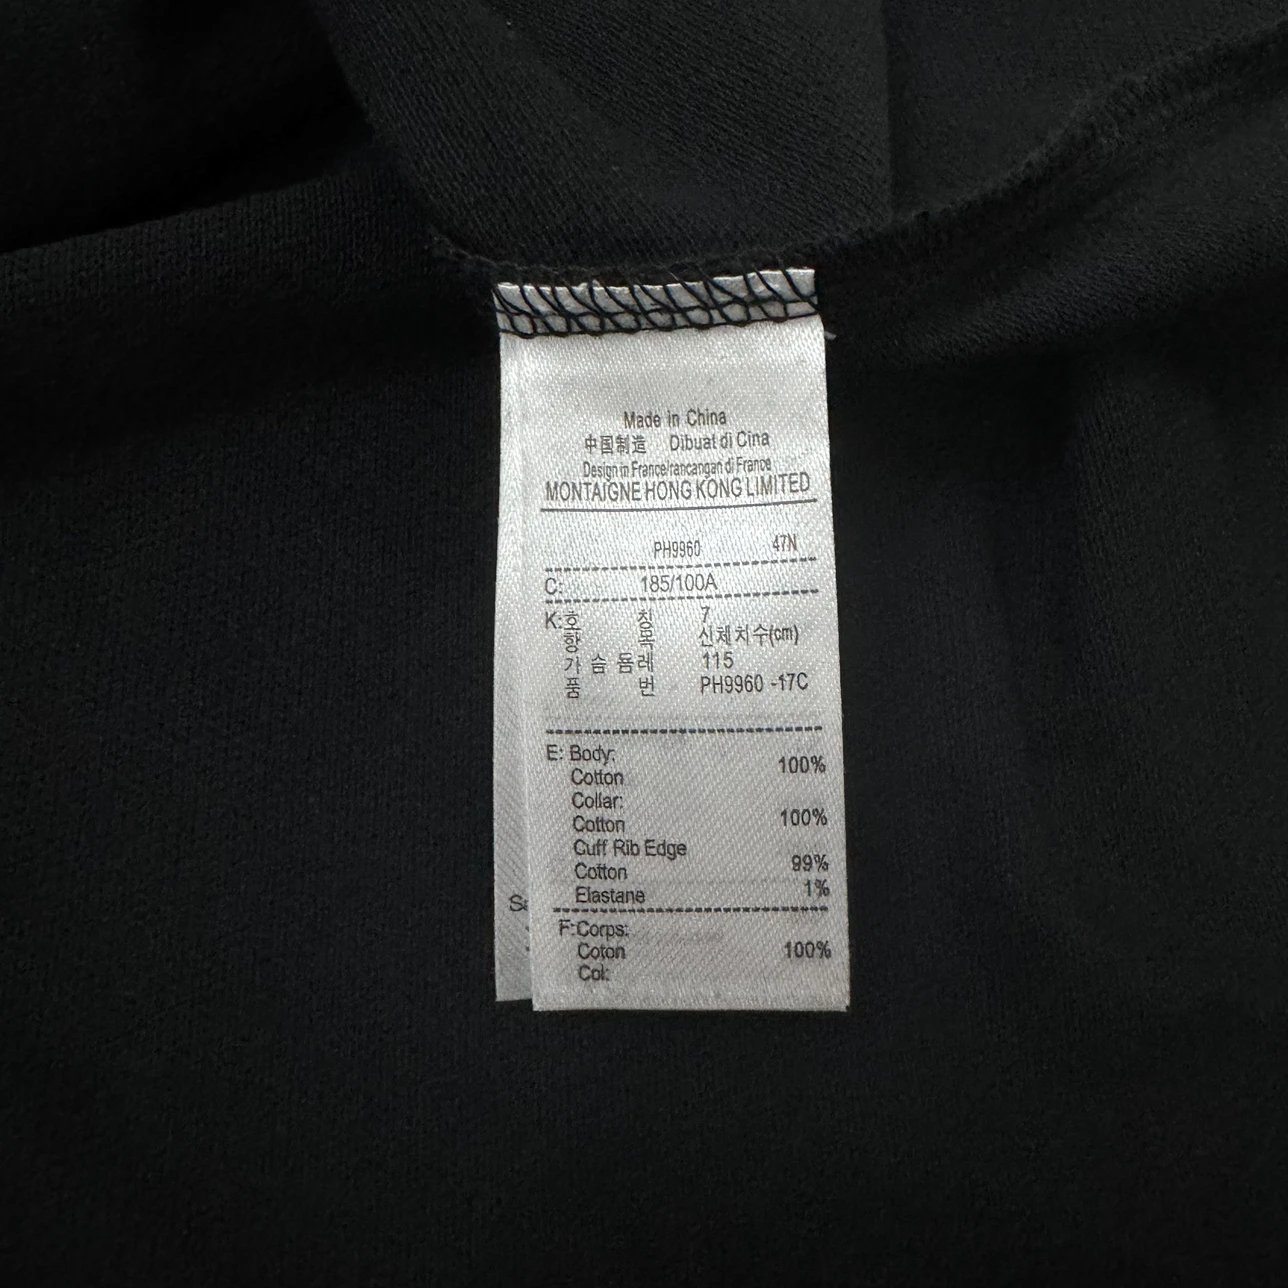 Made in China
中国制造 Dibuat di Cina
Design in France/rancangan di France
MONTAIGNE HONG KONG LIMITED
PH9960 47N
C: 185/100A
K: 호 칭 7
항 목 신체치수(cm)
가 슴 둘레 115
품 번 PH9960 -17C
E: Body:
Cotton 100%
Collar:
Cotton 100%
Cuff Rib Edge
Cotton 99%
Elastane 1%
F:Corps:
Coton 100%
Col: